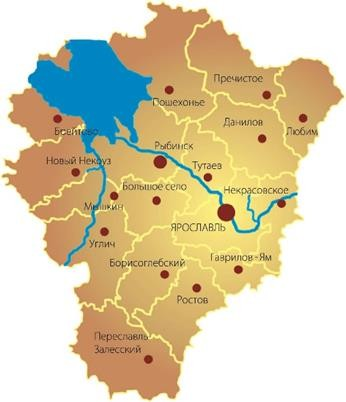 Пречистое
Пошехонье
Брейтово
Данилов
Любим
Рыбинск
Новый Некоуз
Тутаев
Большое село
Некрасовское
Мышкин
ЯРОСЛАВЛЬ
Углич
Борисоглебский
Гаврилов-Ям
Ростов
Переславль
Залесский